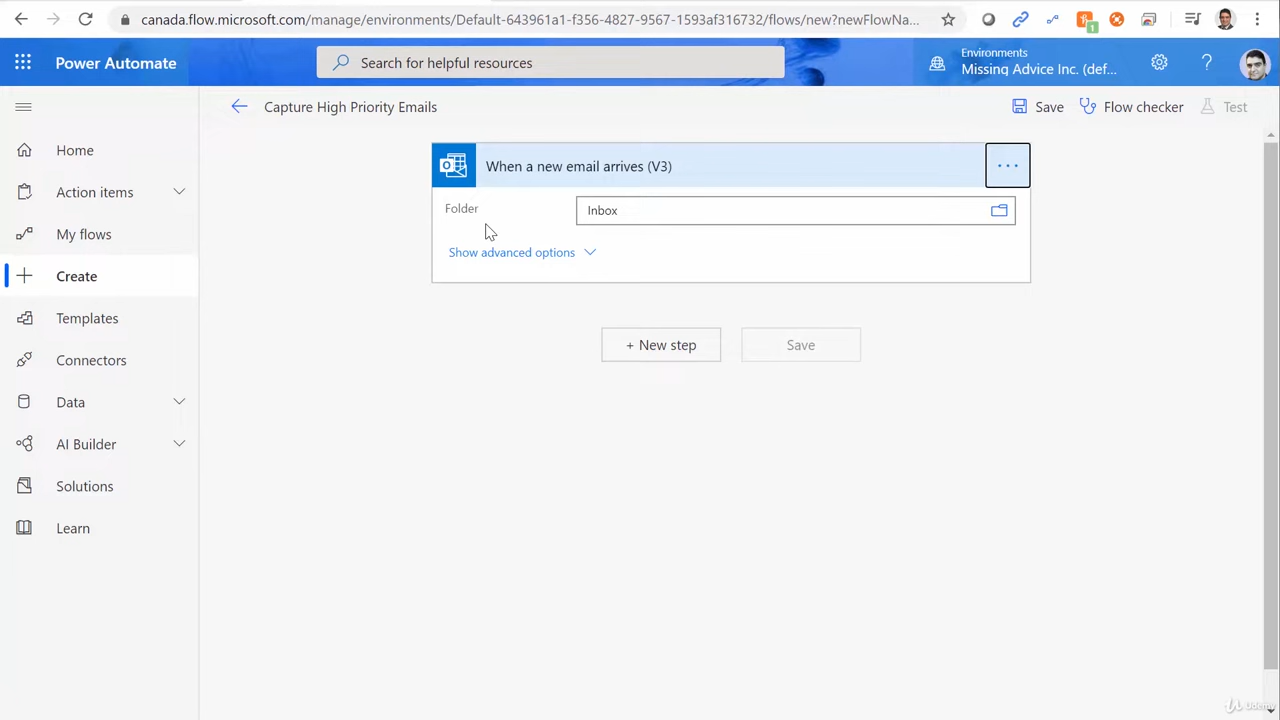 canada.flow.microsoft.com/manage/environments/Default-643961a1-f356-4827-9567-1593af316732/flows/new?newFlowNa...
1
Power Automate
Search for helpful resources
Environments
Missing Advice Inc. (def...
?
Capture High Priority Emails
Save
Flow checker
Test
Home
Action items
My flows
Create
Templates
Connectors
Data
AI Builder
Solutions
Learn
When a new email arrives (V3)
...
Folder
Inbox
Show advanced options
+ New step
Save
Udemy